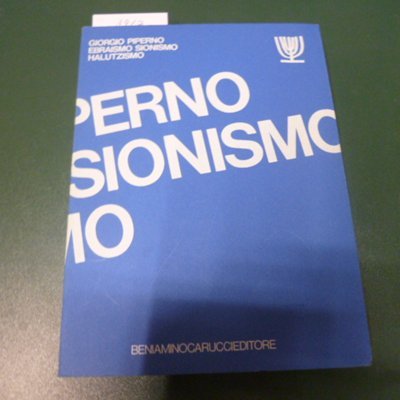 GIORGIO PIPERNO
EBRAISMO SIONISMO
HALUTZISMO
PERNO
SIONISMO
MO
BENIAMINOCARUCCIEDITORE